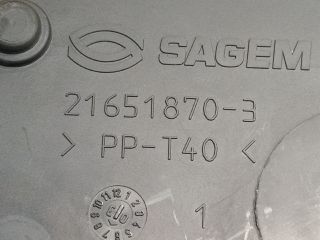 SAGEM
21651870-3
> PP-T40 <
1